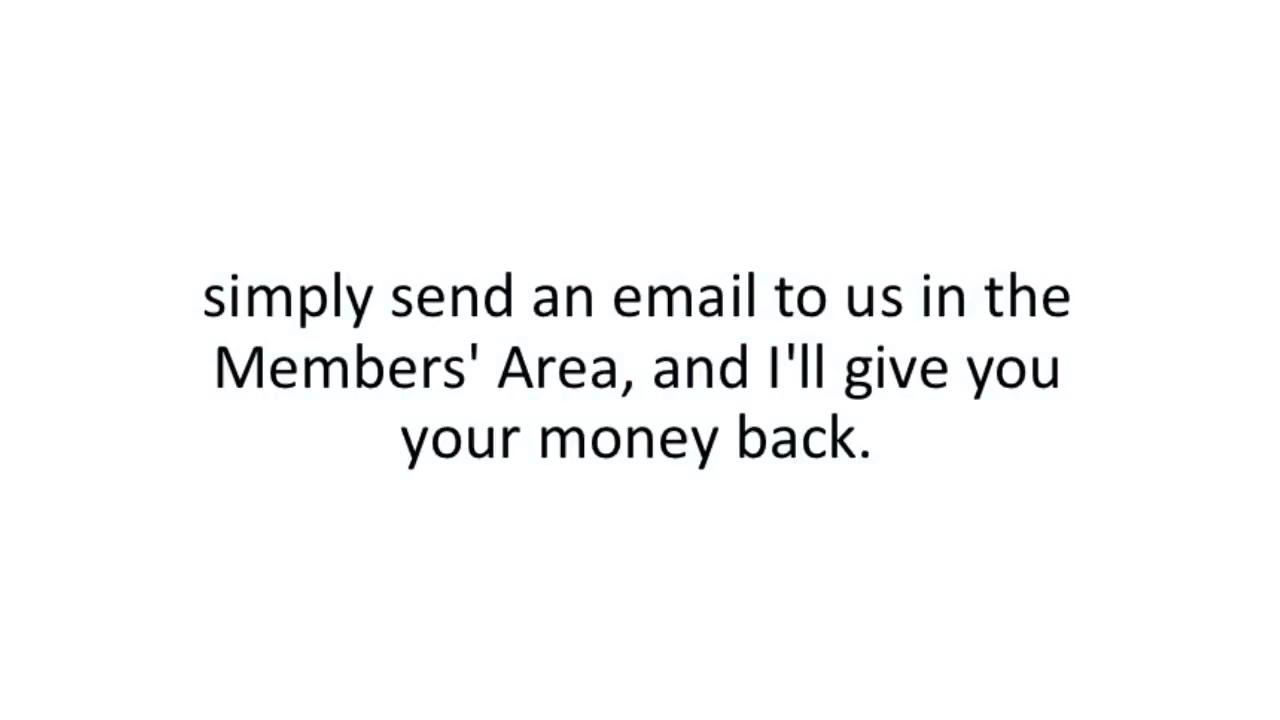 simply send an email to us in the
Members' Area, and I'll give you
your money back.